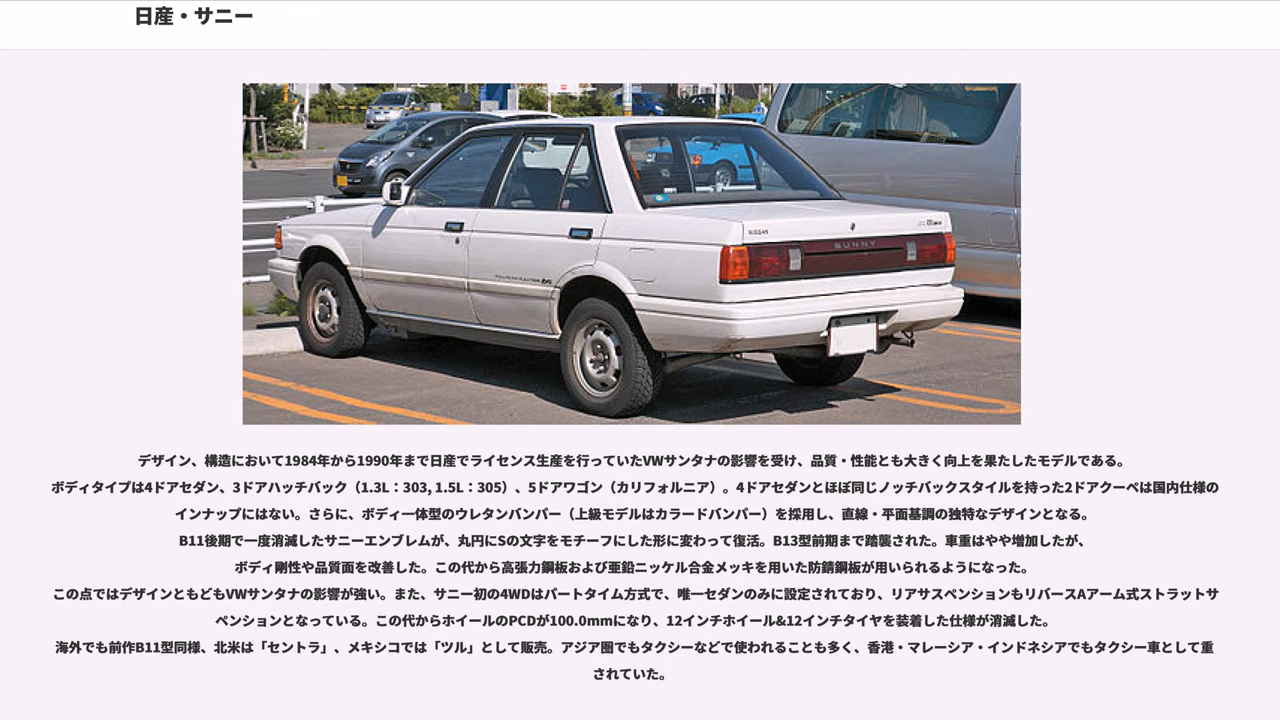 日産・サニー
NISSAN
SUNNY
デザイン、構造において1984年から1990年まで日産でライセンス生産を行っていたVWサンタナの影響を受け、品質・性能とも大きく向上を果たしたモデルである。
ボディタイプは4ドアセダン、3ドアハッチバック（1.3L：303, 1.5L：305）、5ドアワゴン（カリフォルニア）。4ドアセダンとほぼ同じノッチバックスタイルを持った2ドアクーペは国内仕様の
インナップにはない。さらに、ボディ一体型のウレタンバンパー（上級モデルはカラードバンパー）を採用し、直線・平面基調の独特なデザインとなる。
B11後期で一度消滅したサニーエンブレムが、丸円にSの文字をモチーフにした形に変わって復活。B13型前期まで踏襲された。車重はやや増加したが、
ボディ剛性や品質面を改善した。この代から高張力鋼板および亜鉛ニッケル合金メッキを用いた防錆鋼板が用いられるようになった。
この点ではデザインともどもVWサンタナの影響が強い。また、サニー初の4WDはパートタイム方式で、唯一セダンのみに設定されており、リアサスペンションもリバースAアーム式ストラットサ
ペンションとなっている。この代からホイールのPCDが100.0mmになり、12インチホイール&12インチタイヤを装着した仕様が消滅した。
海外でも前作B11型同様、北米は「セントラ」、メキシコでは「ツル」として販売。アジア圏でもタクシーなどで使われることも多く、香港・マレーシア・インドネシアでもタクシー車として重
されていた。